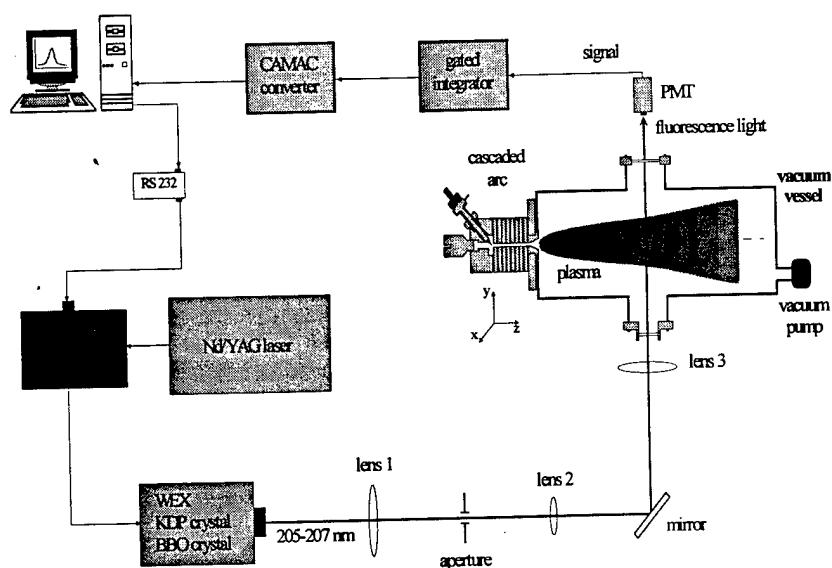 CAMAC
converter
gated
integrator
signal
PMT
fluorescence light
RS 232
cascaded
arc
vacuum
vessel
plasma
y
x
z
vacuum
pump
Nd/YAG laser
lens 3
lens 1
lens 2
WEX
KDP crystal
BBO crystal
205-207 nm
aperture
mirror